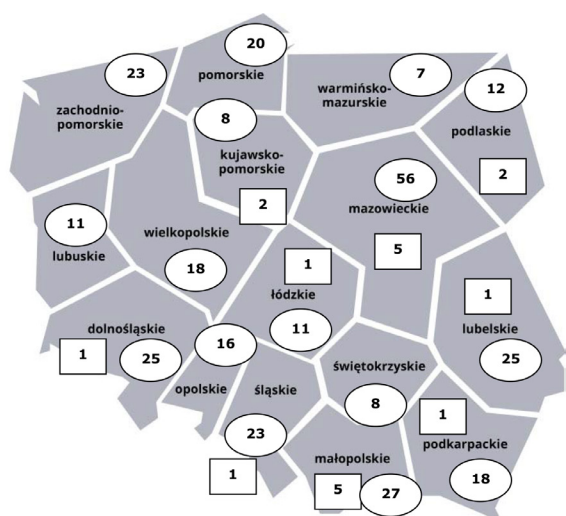 20
pomorskie
23
zachodnio-
pomorskie
7
warmińsko-
mazurskie
12
podlaskie
2
8
kujawsko-
pomorskie
2
56
mazowieckie
5
11
lubuskie
wielkopolskie
18
1
łódzkie
11
1
lubelskie
25
dolnośląskie
1
25
16
opolskie
śląskie
23
1
świętokrzyskie
8
1
podkarpackie
18
małopolskie
5
27